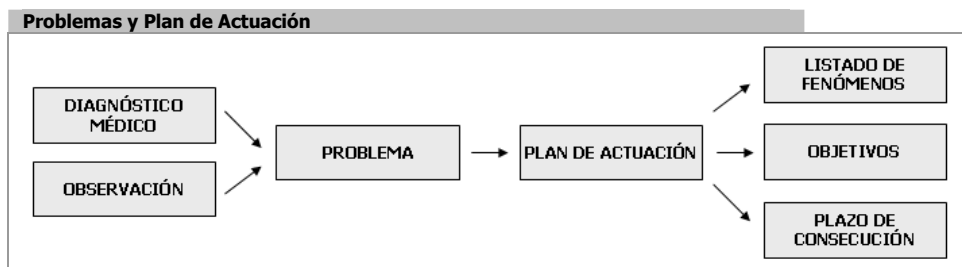 Problemas y Plan de Actuación
DIAGNÓSTICO
MÉDICO
OBSERVACIÓN
PROBLEMA
PLAN DE ACTUACIÓN
LISTADO DE
FENÓMENOS
OBJETIVOS
PLAZO DE
CONSECUCIÓN